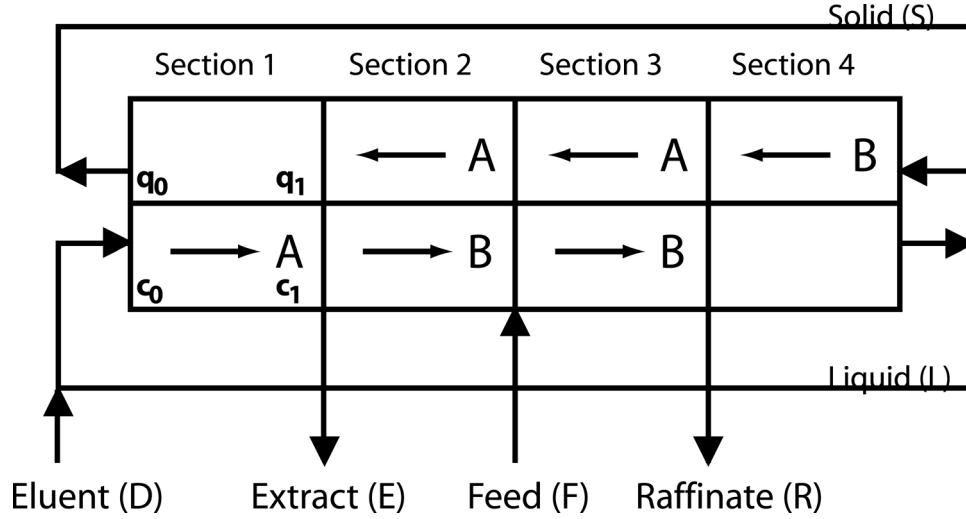 Solid (S)
Section 1 Section 2 Section 3 Section 4
A A B
q0 q1
A B B
c0 c1
Liquid (L)
Eluent (D) Extract (E) Feed (F) Raffinate (R)